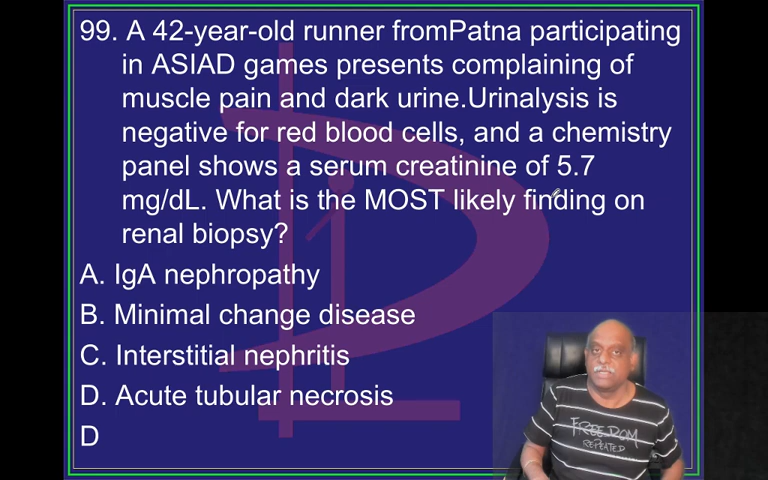 99. A 42-year-old runner fromPatna participating
in ASIAD games presents complaining of
muscle pain and dark urine.Urinalysis is
negative for red blood cells, and a chemistry
panel shows a serum creatinine of 5.7
mg/dL. What is the MOST likely finding on
renal biopsy?
A. IgA nephropathy
B. Minimal change disease
C. Interstitial nephritis
D. Acute tubular necrosis
D
FREEDOM
REPEATED